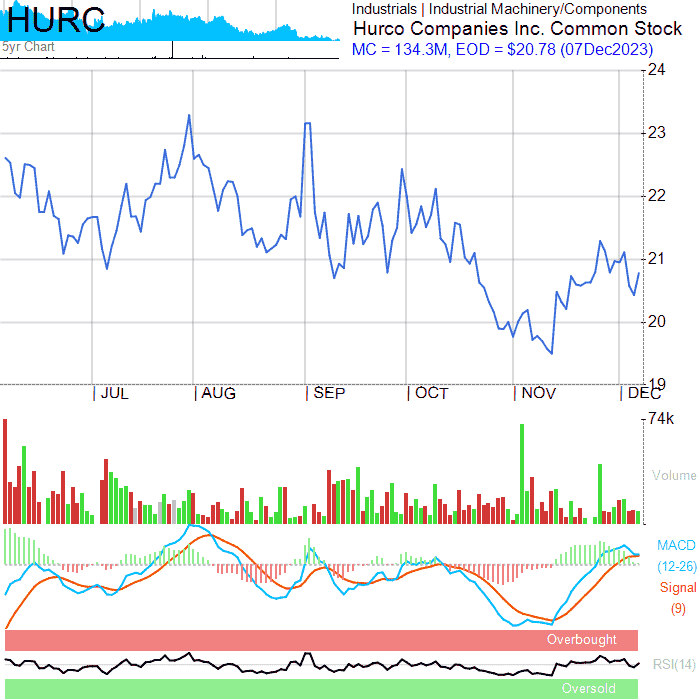 HURC
5yr Chart
Industrials | Industrial Machinery/Components
Hurco Companies Inc. Common Stock
MC = 134.3M, EOD = $20.78 (07Dec2023)
24
23
22
21
20
19
JUL AUG SEP OCT NOV DEC
74k
Volume
MACD
(12-26)
Signal
(9)
Overbought
RSI(14)
Oversold